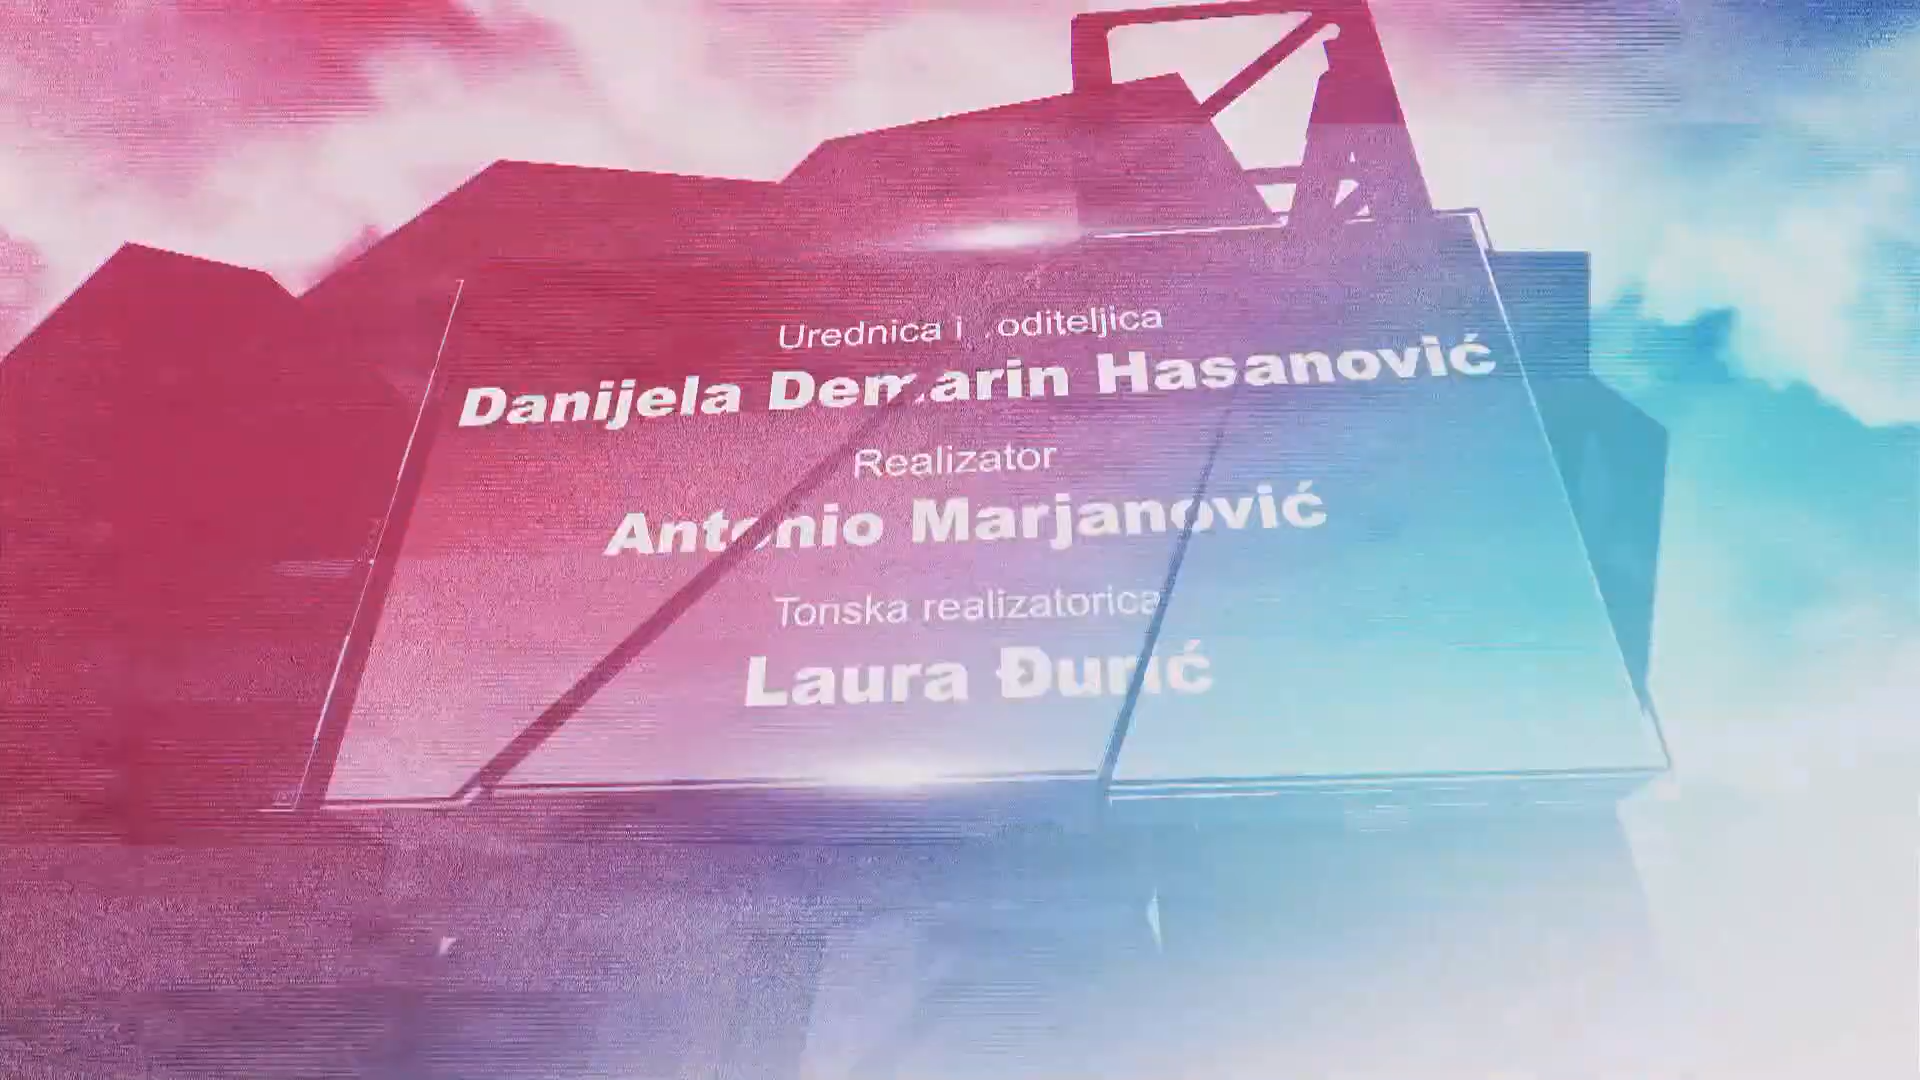 Urednica i voditeljica
Danijela Demarin Hasanović
Realizator
Antonio Marjanović
Tonska realizatorica
Laura Đurić